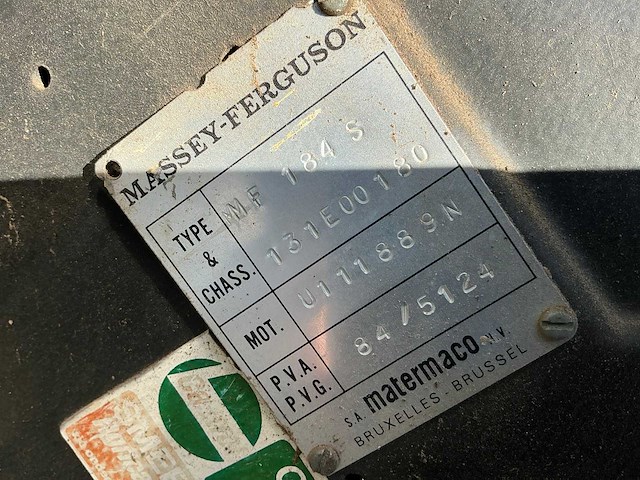 MASSEY-FERGUSON
TYPE & CHASS.
MF 184 S
131E00180
MOT.
U111889N
P.V.A.
P.V.G.
84/5124
S.A. matermaco N.V.
BRUXELLES - BRUSSEL